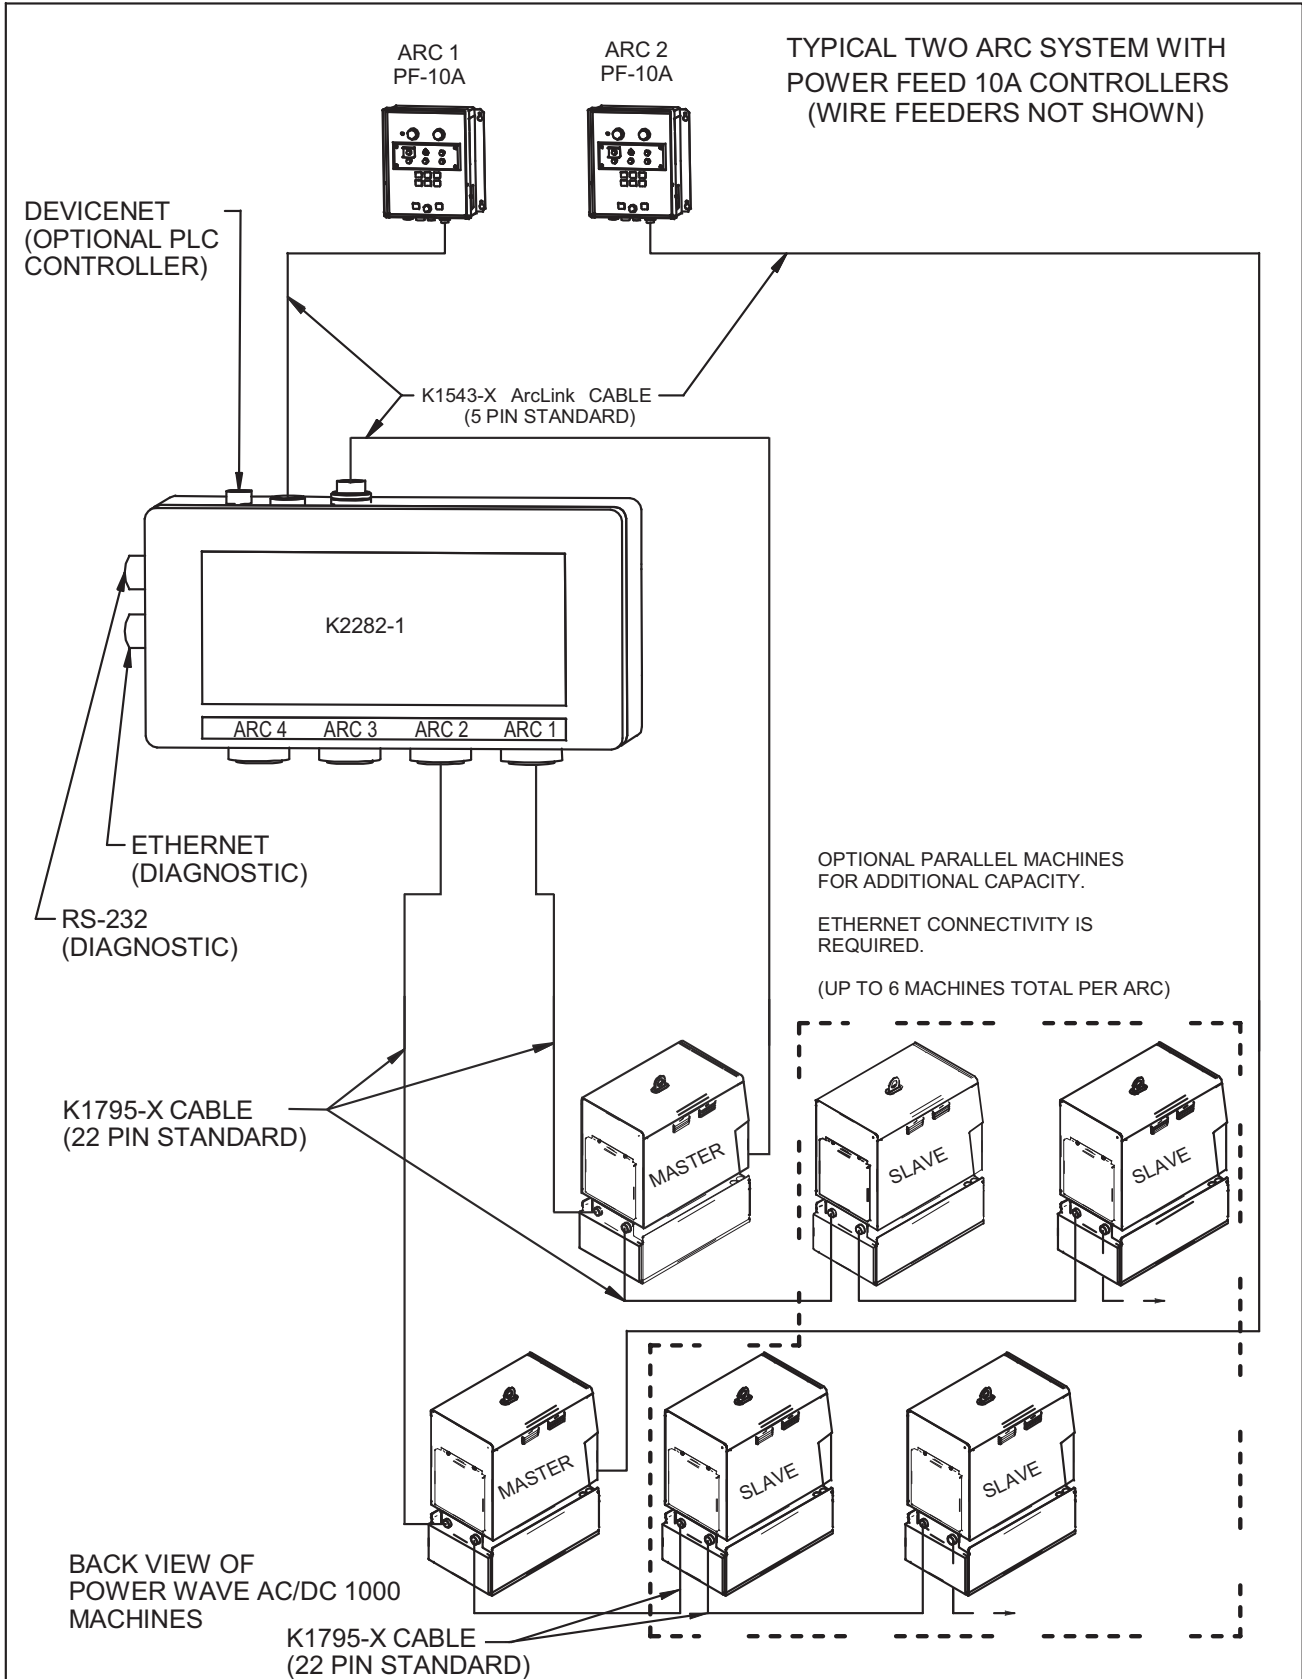 ARC 1
PF-10A
ARC 2
PF-10A
TYPICAL TWO ARC SYSTEM WITH
POWER FEED 10A CONTROLLERS
(WIRE FEEDERS NOT SHOWN)
DEVICENET
(OPTIONAL PLC
CONTROLLER)
K1543-X ArcLink CABLE
(5 PIN STANDARD)
K2282-1
ARC 4
ARC 3
ARC 2
ARC 1
ETHERNET
(DIAGNOSTIC)
RS-232
(DIAGNOSTIC)
OPTIONAL PARALLEL MACHINES
FOR ADDITIONAL CAPACITY.
ETHERNET CONNECTIVITY IS
REQUIRED.
(UP TO 6 MACHINES TOTAL PER ARC)
K1795-X CABLE
(22 PIN STANDARD)
MASTER
SLAVE
SLAVE
MASTER
SLAVE
SLAVE
BACK VIEW OF
POWER WAVE AC/DC 1000
MACHINES
K1795-X CABLE
(22 PIN STANDARD)